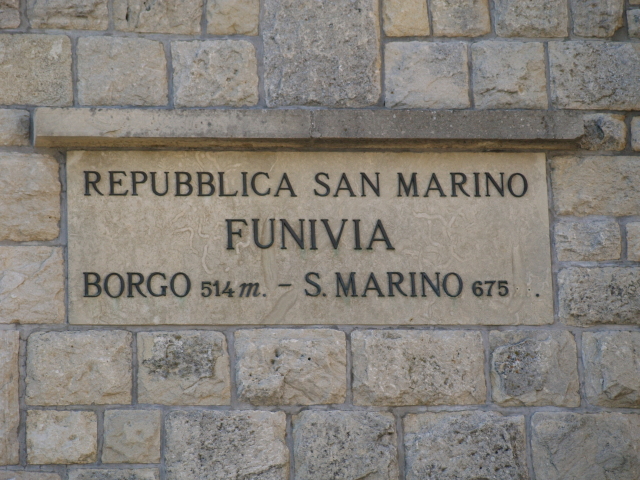 REPUBBLICA SAN MARINO
FUNIVIA
BORGO 514 m. - S. MARINO 675 .